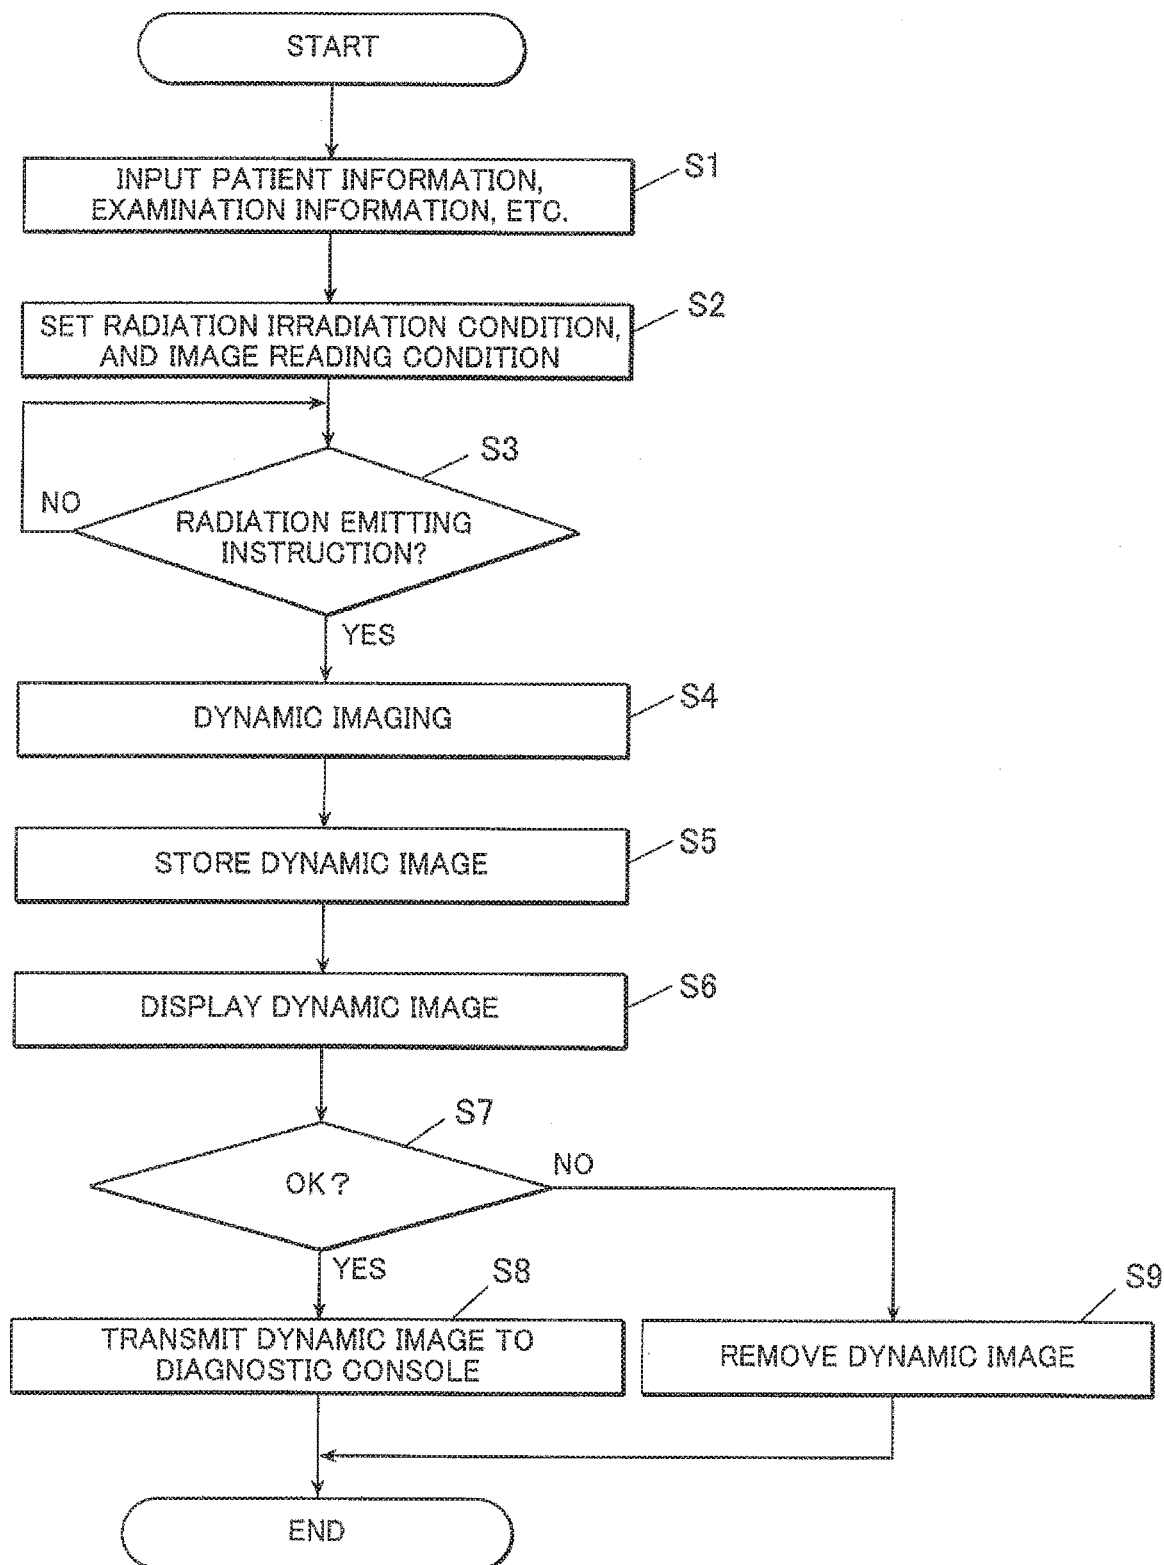 START
S1
INPUT PATIENT INFORMATION,
EXAMINATION INFORMATION, ETC.
S2
SET RADIATION IRRADIATION CONDITION,
AND IMAGE READING CONDITION
S3
NO
RADIATION EMITTING
INSTRUCTION?
YES
S4
DYNAMIC IMAGING
S5
STORE DYNAMIC IMAGE
S6
DISPLAY DYNAMIC IMAGE
S7
NO
OK?
YES
S8
S9
TRANSMIT DYNAMIC IMAGE TO
DIAGNOSTIC CONSOLE
REMOVE DYNAMIC IMAGE
END